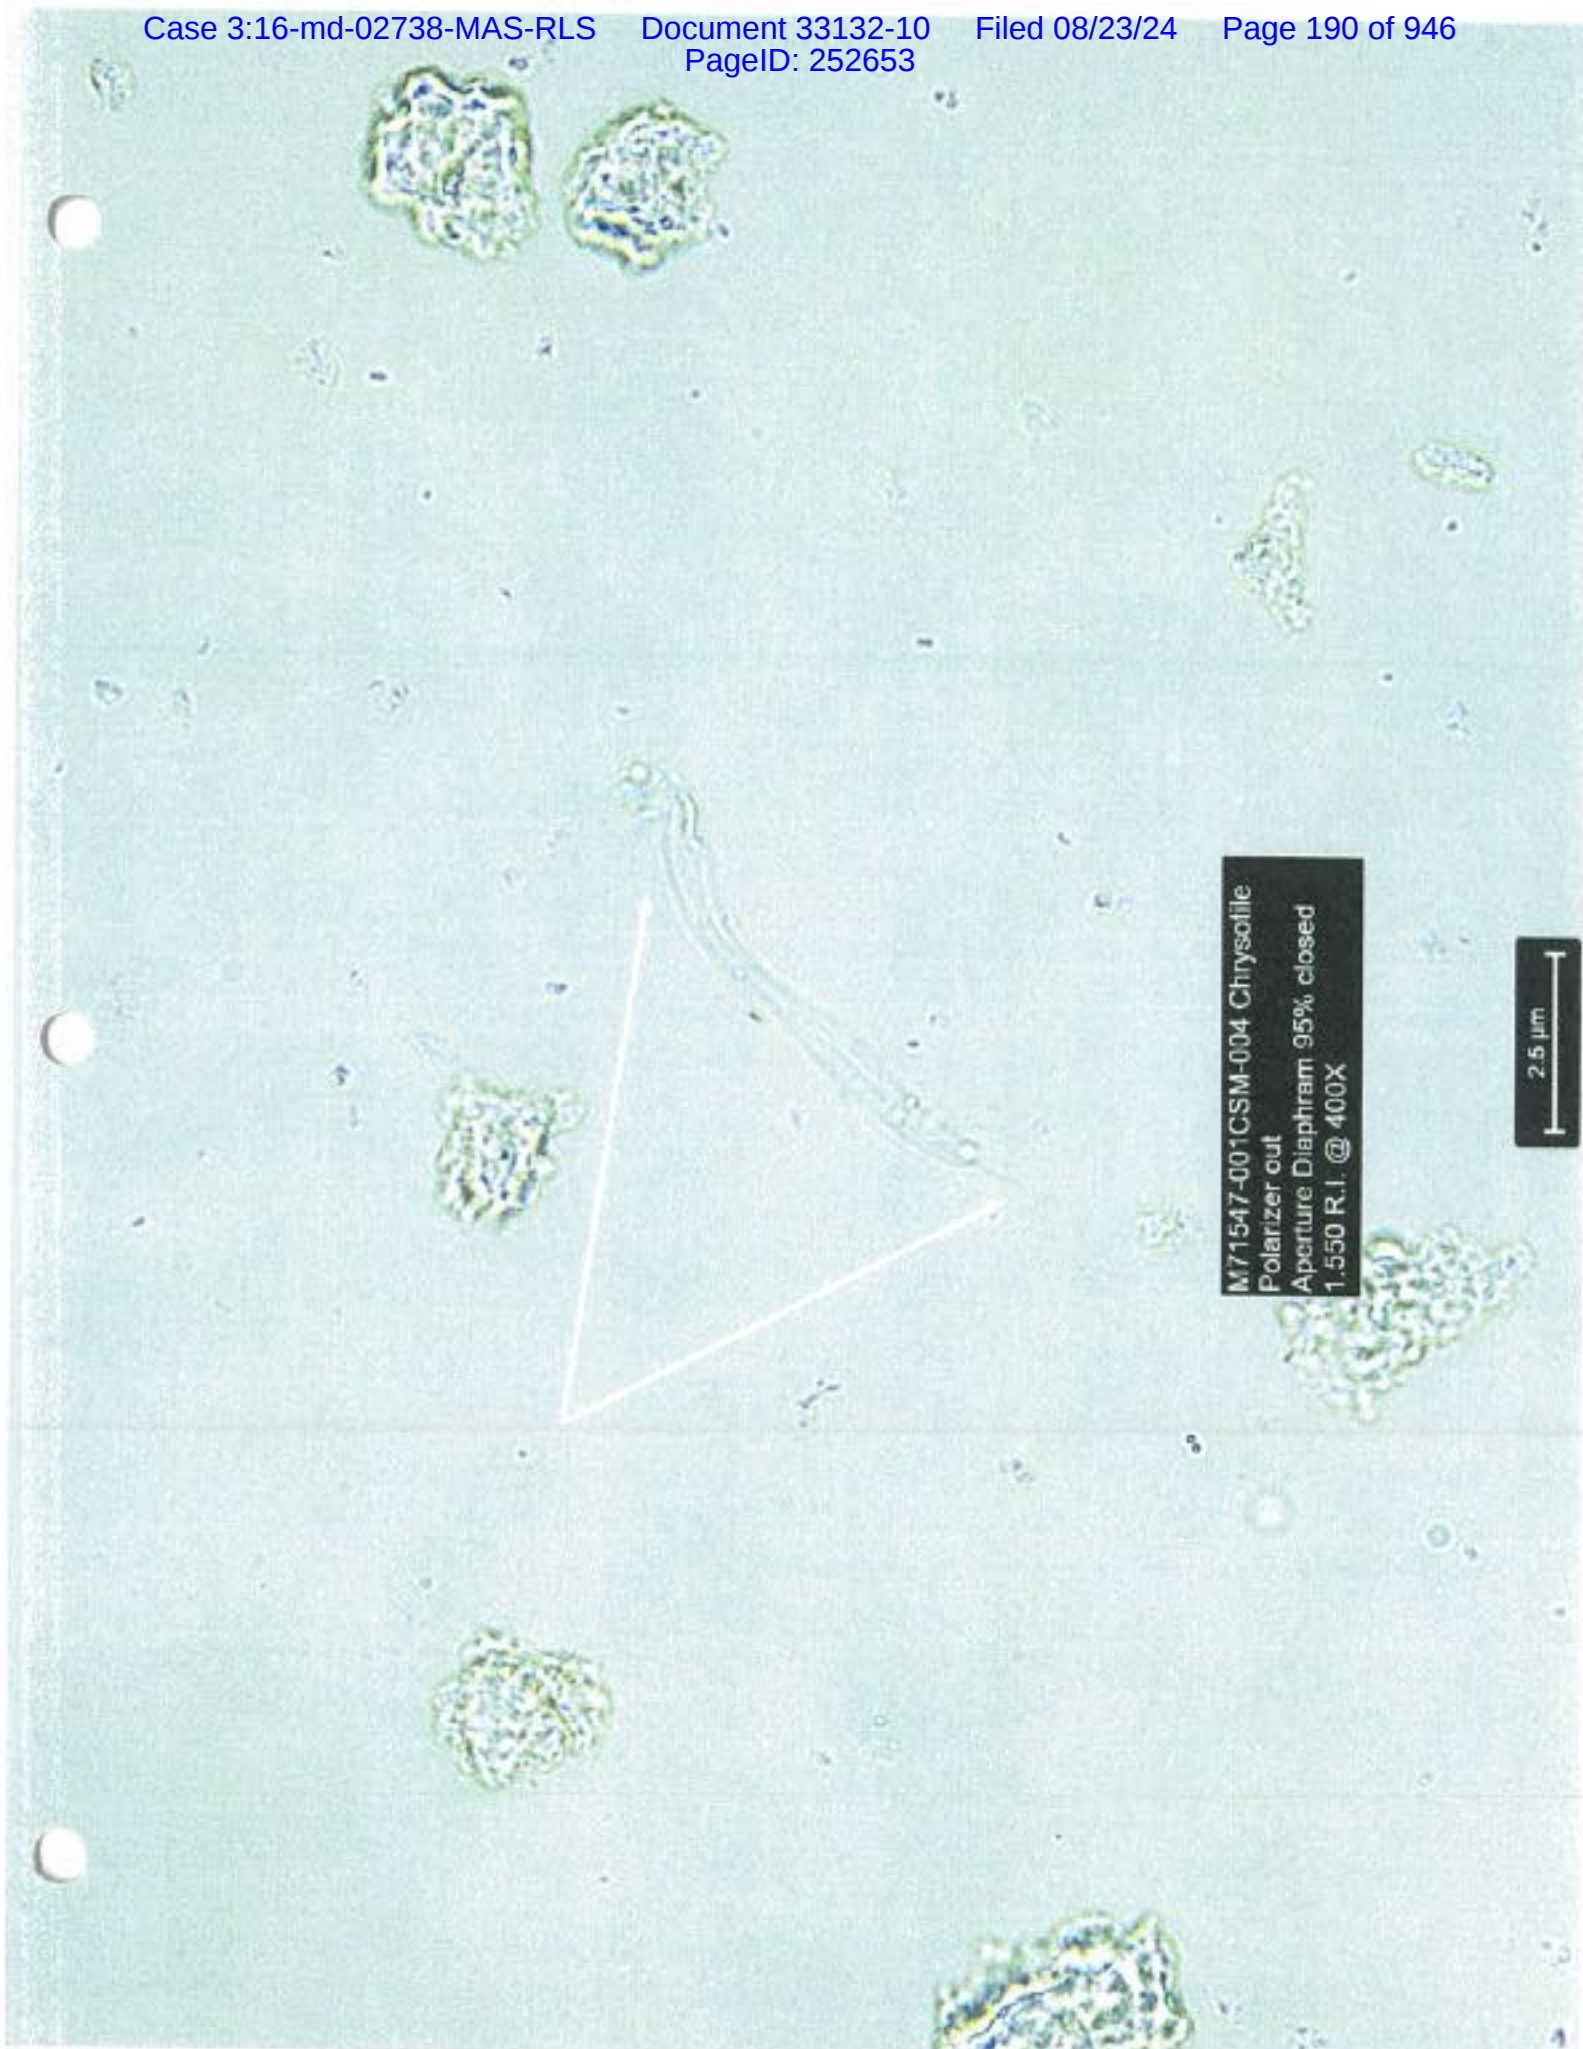 Case 3:16-md-02738-MAS-RLS Document 33132-10 Filed 08/23/24 Page 190 of 946
PageID: 252653
M71547-001CSM-004 Chrysotile
Polarizer out
Aperture Diaphram 95% closed
1.550 R.I. @ 400X
2.5 µm